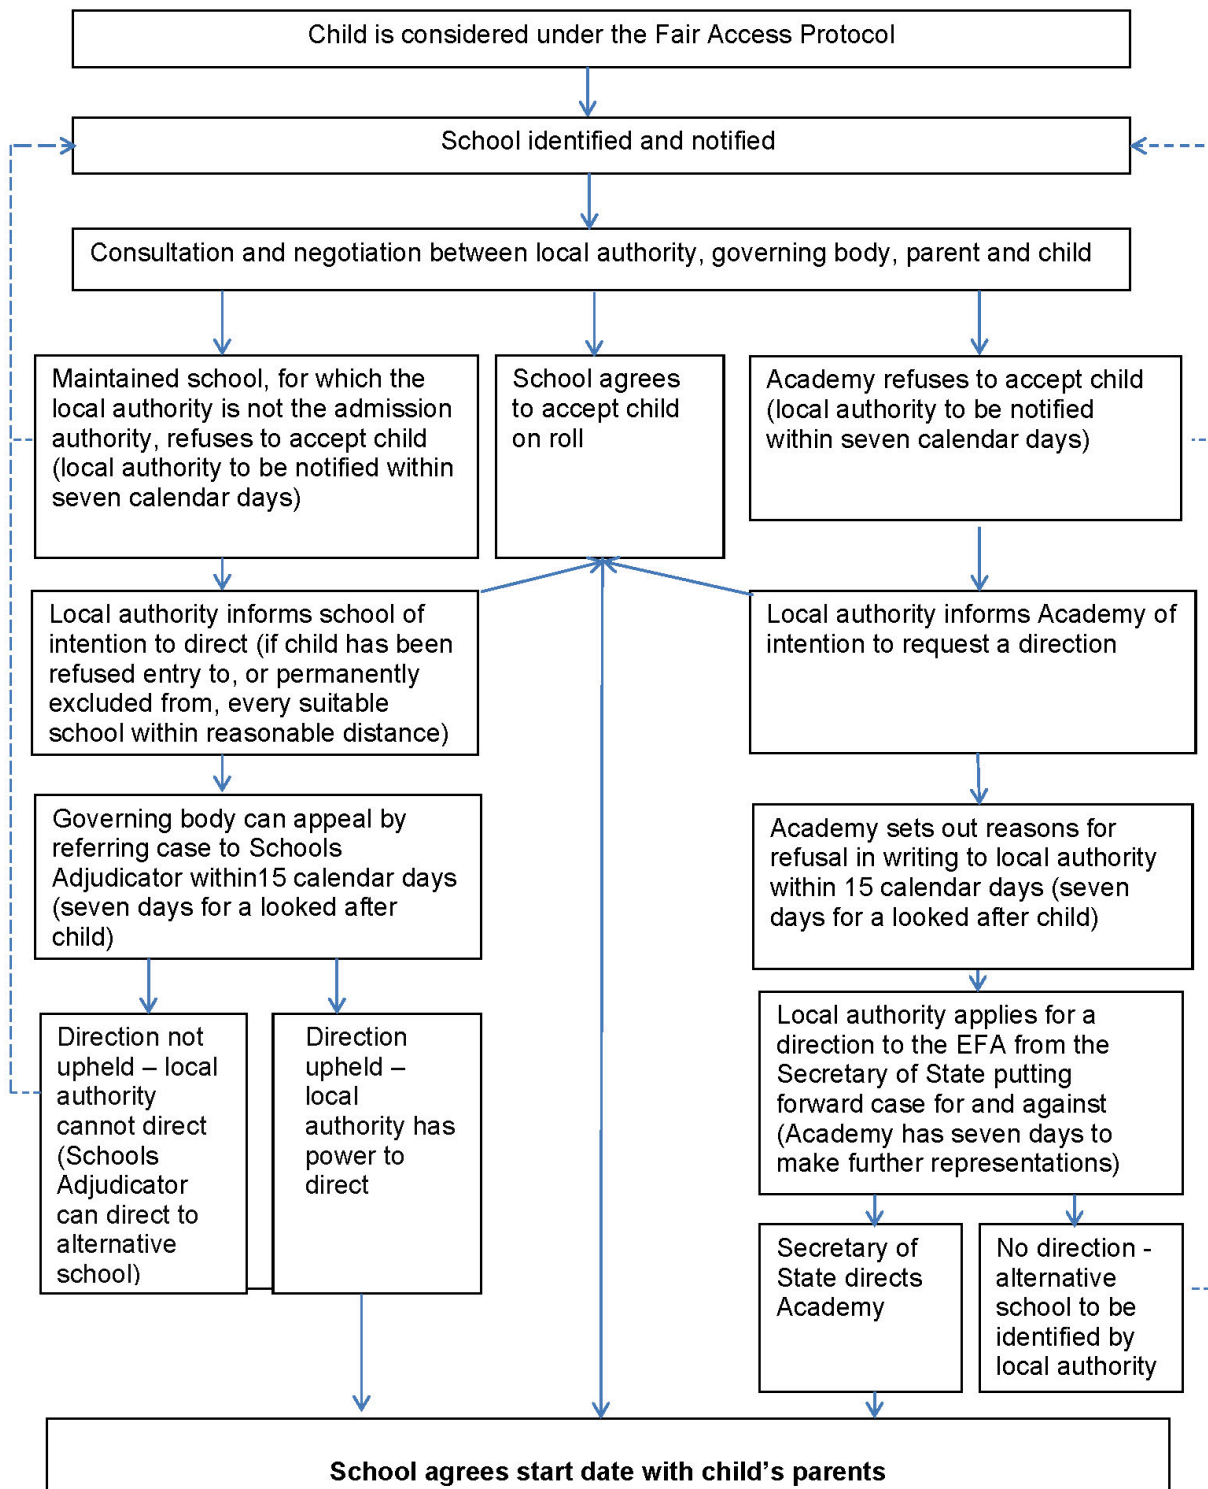 Child is considered under the Fair Access Protocol
School identified and notified
Consultation and negotiation between local authority, governing body, parent and child
Maintained school, for which the
local authority is not the admission
authority, refuses to accept child
(local authority to be notified within
seven calendar days)
School agrees
to accept child
on roll
Academy refuses to accept child
(local authority to be notified
within seven calendar days)
Local authority informs school of
intention to direct (if child has been
refused entry to, or permanently
excluded from, every suitable
school within reasonable distance)
Local authority informs Academy of
intention to request a direction
Governing body can appeal by
referring case to Schools
Adjudicator within15 calendar days
(seven days for a looked after
child)
Academy sets out reasons for
refusal in writing to local authority
within 15 calendar days (seven
days for a looked after child)
Direction not
upheld – local
authority
cannot direct
(Schools
Adjudicator
can direct to
alternative
school)
Direction
upheld –
local
authority has
power to
direct
Local authority applies for a
direction to the EFA from the
Secretary of State putting
forward case for and against
(Academy has seven days to
make further representations)
Secretary of
State directs
Academy
No direction -
alternative
school to be
identified by
local authority
School agrees start date with child's parents